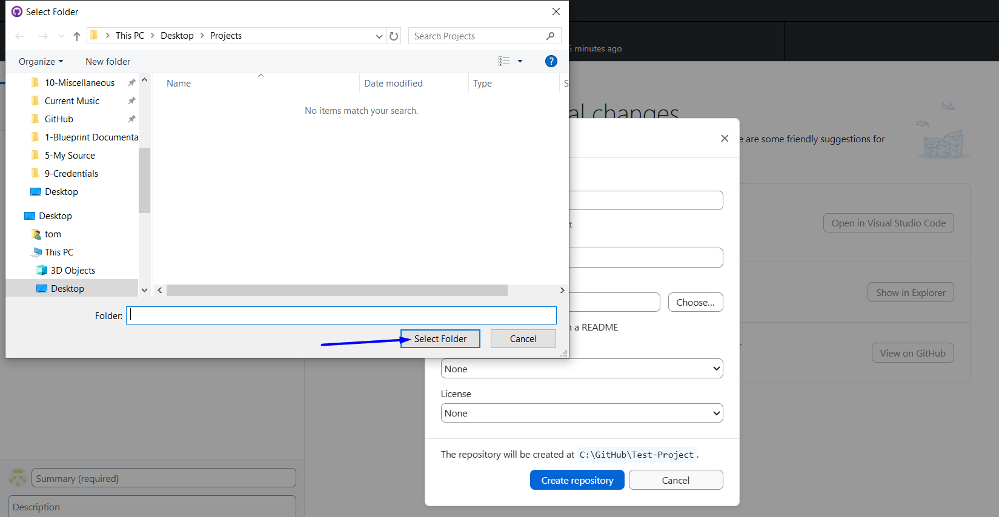 Select Folder
This PC > Desktop > Projects
Search Projects
Organize
New folder
?
10-Miscellaneous
Current Music
GitHub
1-Blueprint Documenta
5-My Source
9-Credentials
Desktop
Desktop
tom
This PC
3D Objects
Desktop
Name
Date modified
Type
S
No items match your search.
Folder:
Select Folder
Cancel
5 minutes ago
al changes
e are some friendly suggestions for
Open in Visual Studio Code
Show in Explorer
View on GitHub
t
Choose...
n a README
None
License
None
The repository will be created at C:\GitHub\Test-Project.
Create repository
Cancel
Summary (required)
Description